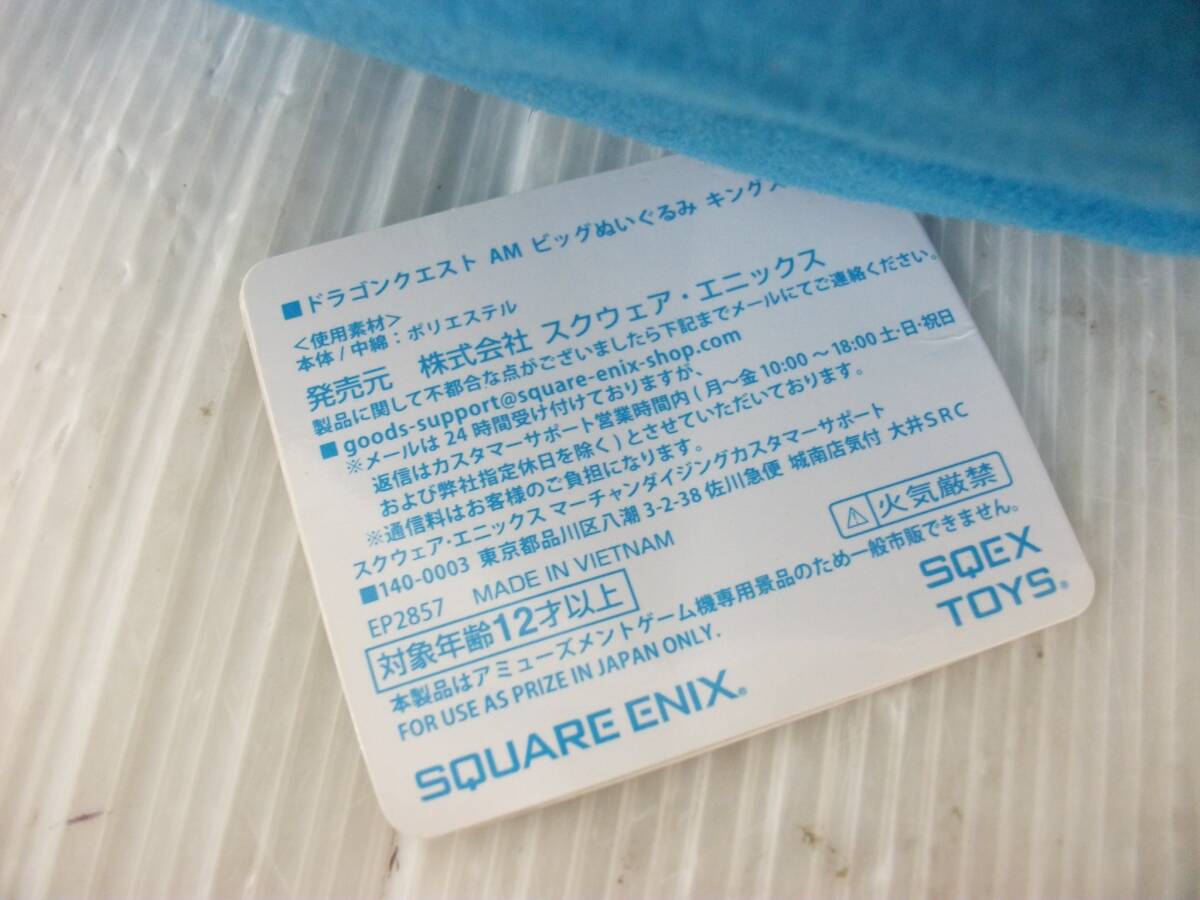 ■ドラゴンクエスト AM ビッグぬいぐるみ キングス
<使用素材>
本体/中綿：ポリエステル
発売元 株式会社 スクウェア・エニックス
製品に関して不都合な点がございましたら下記までメールにてご連絡ください。
■goods-support@square-enix-shop.com
※メールは24時間受け付けておりますが、
返信はカスタマーサポート営業時間内(月～金10:00～18:00土・日・祝日
および弊社指定休日を除く)とさせていただいております。
※通信料はお客様のご負担になります。
スクウェア・エニックス マーチャンダイジングカスタマーサポート
■140-0003 東京都品川区八潮3-2-38 佐川急便 城南店気付 大井SRC
EP2857 MADE IN VIETNAM
⚠火気厳禁
対象年齢12才以上
本製品はアミューズメントゲーム機専用景品のため一般市販できません。
FOR USE AS PRIZE IN JAPAN ONLY.
SQUARE ENIX®
SQEX
TOYS®